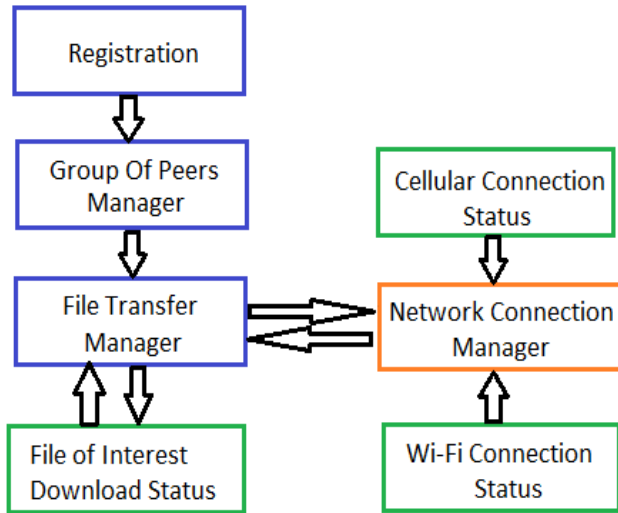 Registration
Group Of Peers
Manager
Cellular Connection
Status
File Transfer
Manager
Network Connection
Manager
File of Interest
Download Status
Wi-Fi Connection
Status